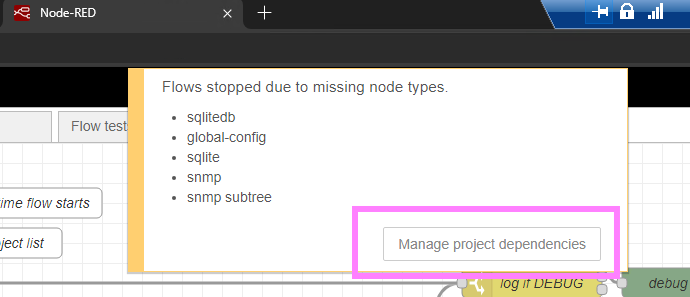 Node-RED
Flows stopped due to missing node types.
sqlitedb
global-config
sqlite
snmp
snmp subtree
Manage project dependencies
Flow test
ime flow starts
ject list
log if DEBUG
debug